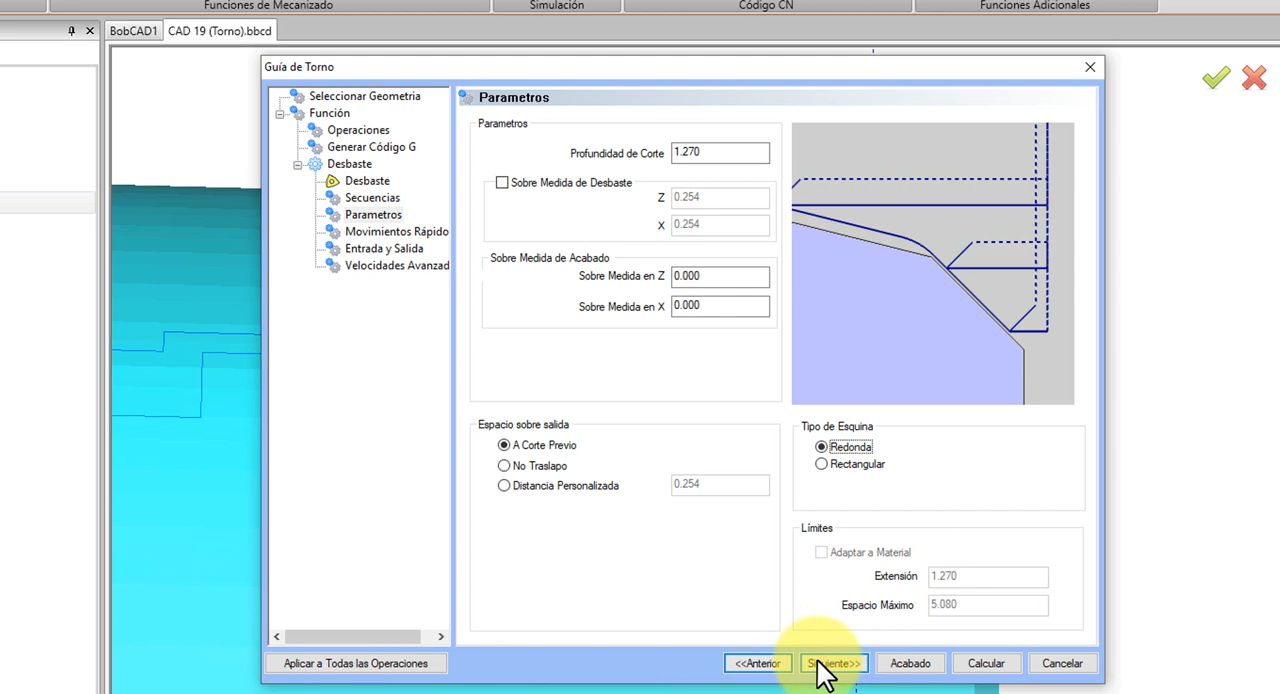 Funciones de Mecanizado
Simulación
Código CN
Funciones Adicionales
BobCAD1
CAD 19 (Torno).bbcd
Guía de Torno
Seleccionar Geometria
Función
Operaciones
Generar Código G
Desbaste
Desbaste
Secuencias
Parametros
Movimientos Rápido
Entrada y Salida
Velocidades Avanzad
Parametros
Parametros
Profundidad de Corte 1.270
Sobre Medida de Desbaste
Z 0.254
X 0.254
Sobre Medida de Acabado
Sobre Medida en Z 0.000
Sobre Medida en X 0.000
Espacio sobre salida
A Corte Previo
No Traslapo
Distancia Personalizada 0.254
Tipo de Esquina
Redonda
Rectangular
Límites
Adaptar a Material
Extensión 1.270
Espacio Máximo 5.080
Aplicar a Todas las Operaciones
<<Anterior
Siguiente>>
Acabado
Calcular
Cancelar